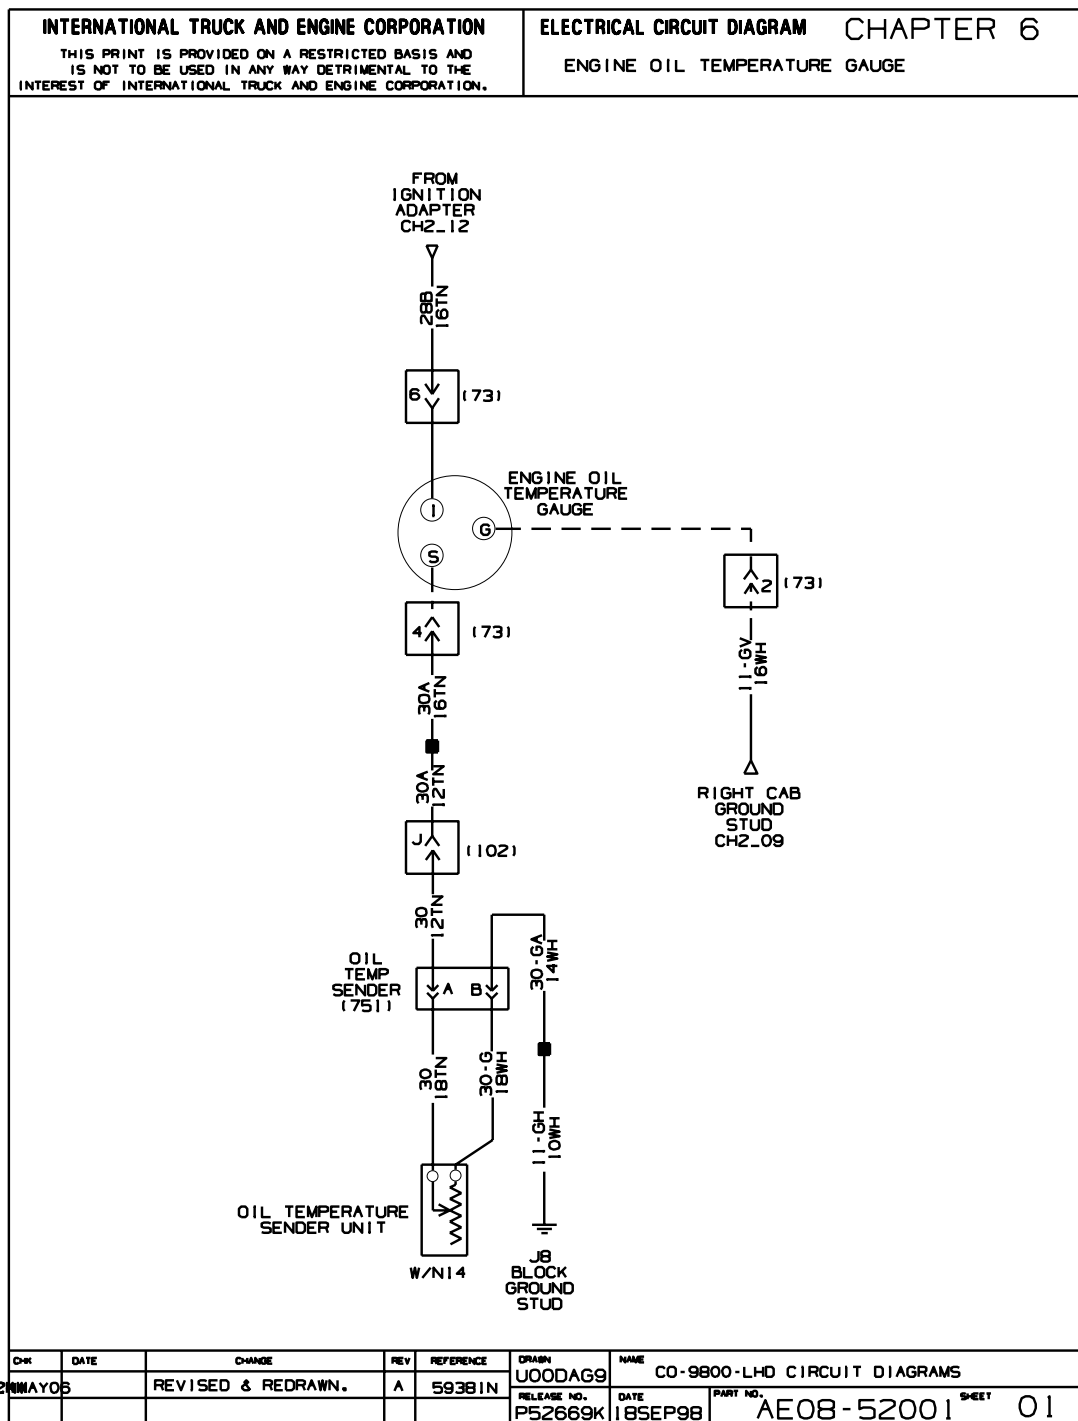 INTERNATIONAL TRUCK AND ENGINE CORPORATION
THIS PRINT IS PROVIDED ON A RESTRICTED BASIS AND
IS NOT TO BE USED IN ANY WAY DETRIMENTAL TO THE
INTEREST OF INTERNATIONAL TRUCK AND ENGINE CORPORATION.
ELECTRICAL CIRCUIT DIAGRAM CHAPTER 6
ENGINE OIL TEMPERATURE GAUGE
FROM
IGNITION
ADAPTER
CH2_12
28B
16TN
6 (73)
ENGINE OIL
TEMPERATURE
GAUGE
I
G
S
2 (73)
4 (73)
11-GV
16WH
30A
16TN
30A
12TN
RIGHT CAB
GROUND
STUD
CH2_09
J (102)
30
12TN
30-GA
14WH
OIL
TEMP
SENDER
(751)
A B
30
18TN
30-G
18WH
11-GH
10WH
OIL TEMPERATURE
SENDER UNIT
W/N14
J8
BLOCK
GROUND
STUD
CHK DATE CHANGE REV REFERENCE
REVISED & REDRAWN. A 59381N
DRAWN
U00DAG9
NAME
CO-9800-LHD CIRCUIT DIAGRAMS
RELEASE NO.
P52669K
DATE
18SEP98
PART NO.
AE08-52001
SHEET
01